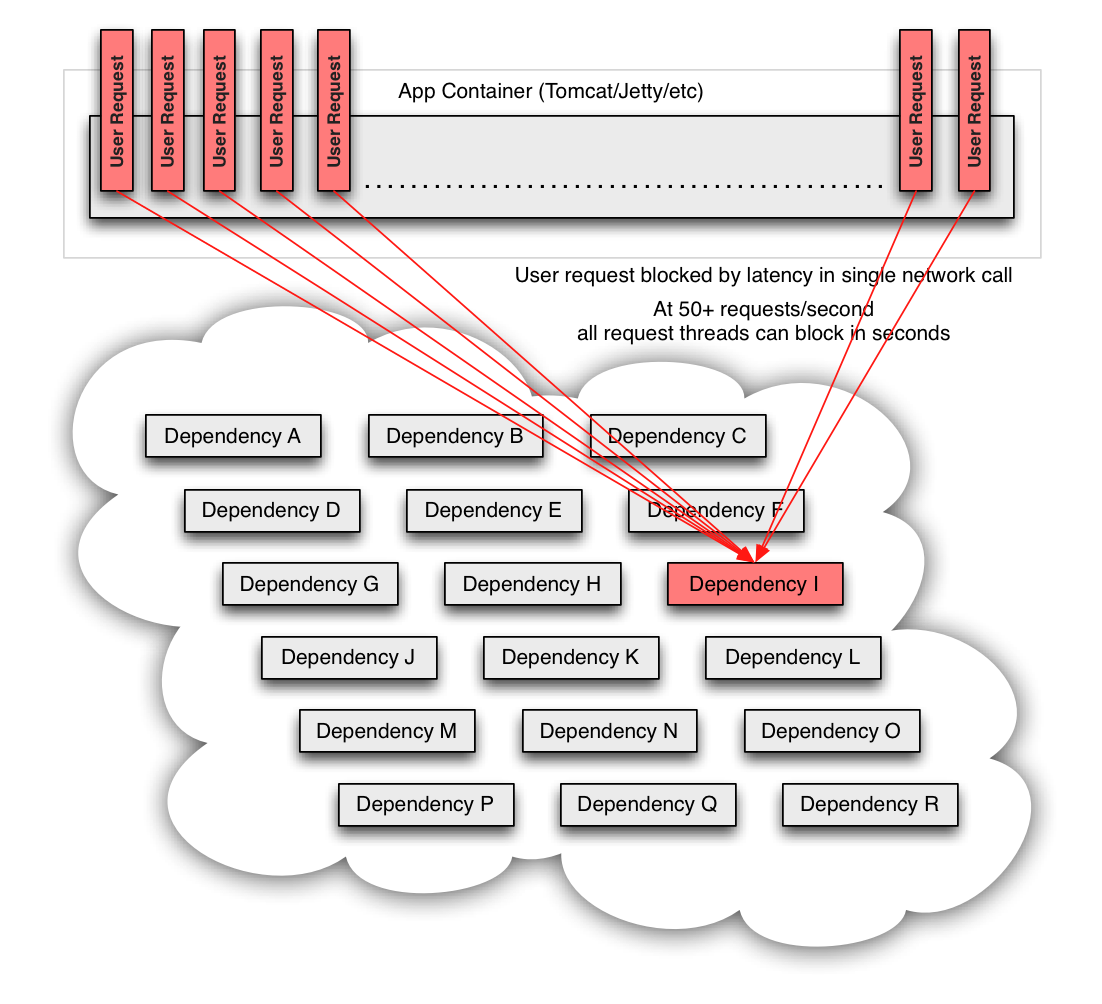 User Request
User Request
User Request
User Request
User Request
User Request
User Request
App Container (Tomcat/Jetty/etc)
User request blocked by latency in single network call
At 50+ requests/second
all request threads can block in seconds
Dependency A
Dependency B
Dependency C
Dependency D
Dependency E
Dependency F
Dependency G
Dependency H
Dependency I
Dependency J
Dependency K
Dependency L
Dependency M
Dependency N
Dependency O
Dependency P
Dependency Q
Dependency R